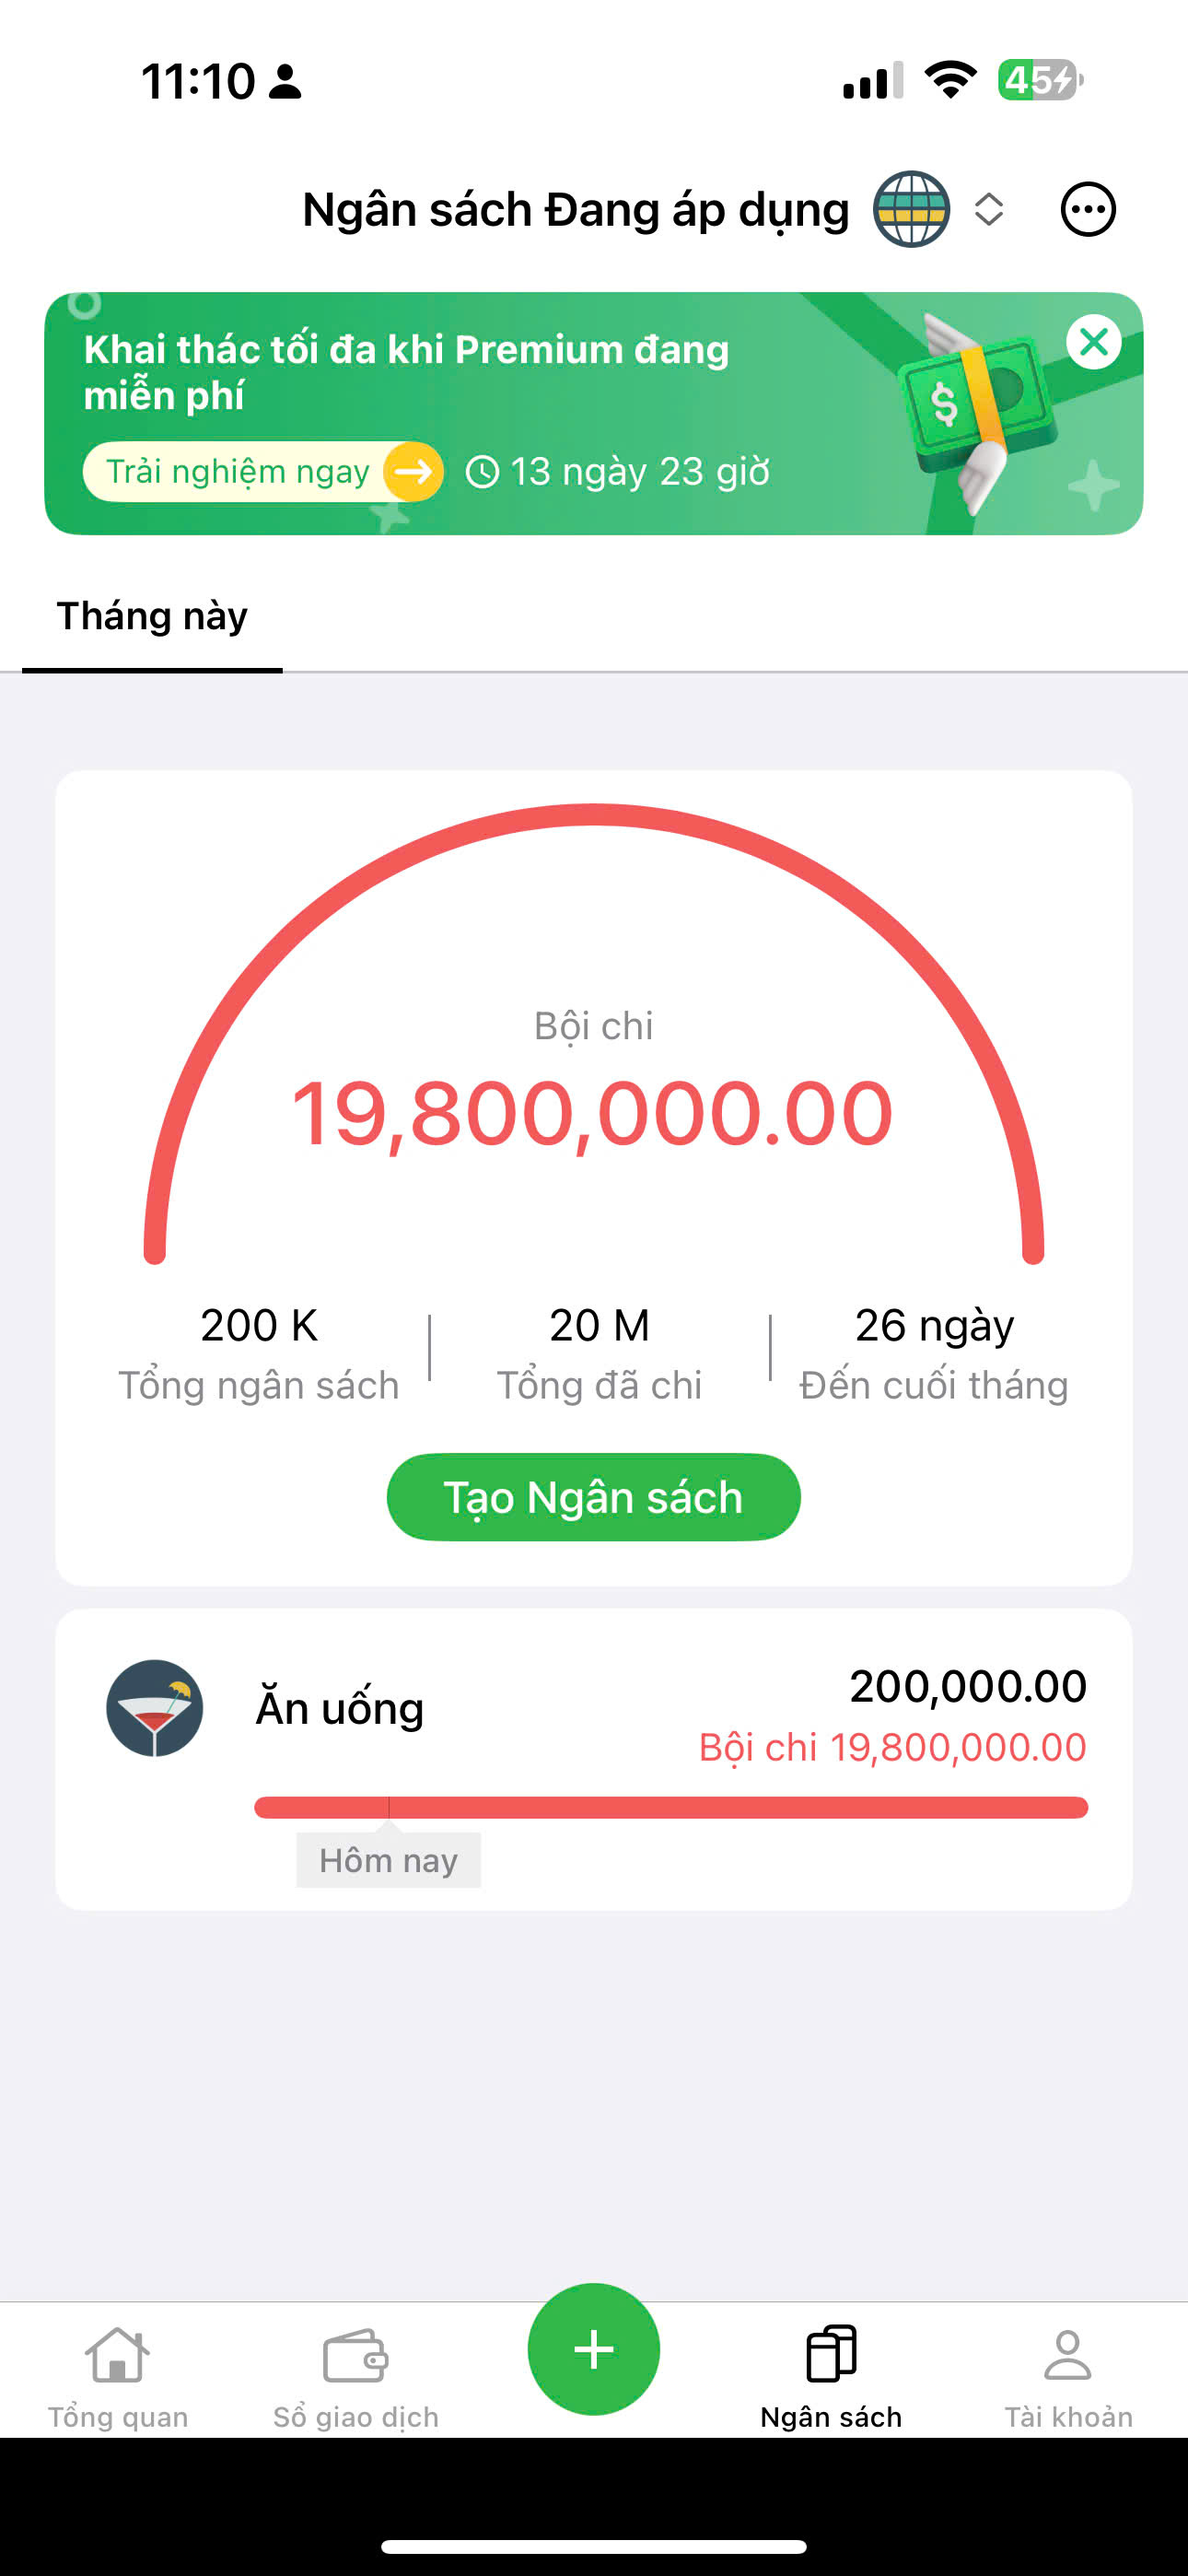 11:10
45
Ngân sách Đang áp dụng
Khai thác tối đa khi Premium đang
miễn phí
$
Trải nghiệm ngay
13 ngày 23 giờ
Tháng này
Bội chi
19,800,000.00
200 K
20 M
26 ngày
Tổng ngân sách
Tổng đã chi
Đến cuối tháng
Tạo Ngân sách
Ăn uống
200,000.00
Bội chi 19,800,000.00
Hôm nay
Tổng quan
Sổ giao dịch
Ngân sách
Tài khoản